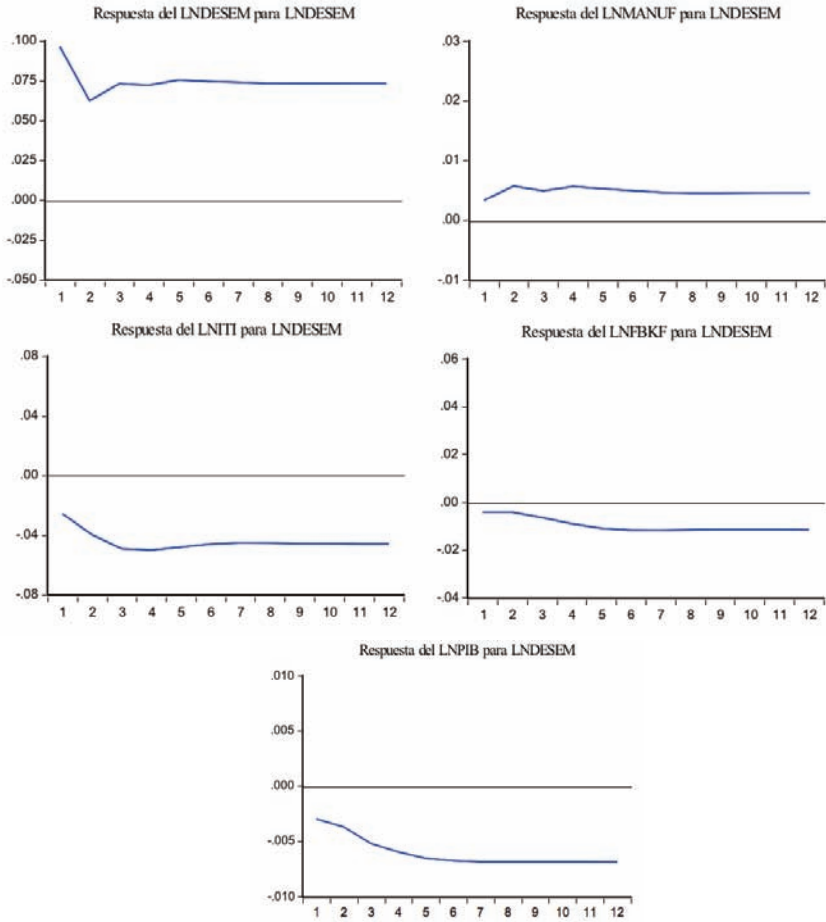 Respuesta del LNDESEM para LNDESEM
.100
.075
.050
.025
.000
-.025
-.050
1 2 3 4 5 6 7 8 9 10 11 12
Respuesta del LNMANUF para LNDESEM
.03
.02
.01
.00
-.01
1 2 3 4 5 6 7 8 9 10 11 12
Respuesta del LNITI para LNDESEM
.08
.04
.00
-.04
-.08
1 2 3 4 5 6 7 8 9 10 11 12
Respuesta del LNFBKF para LNDESEM
.06
.04
.02
.00
-.02
-.04
1 2 3 4 5 6 7 8 9 10 11 12
Respuesta del LNPIB para LNDESEM
.010
.005
.000
-.005
-.010
1 2 3 4 5 6 7 8 9 10 11 12